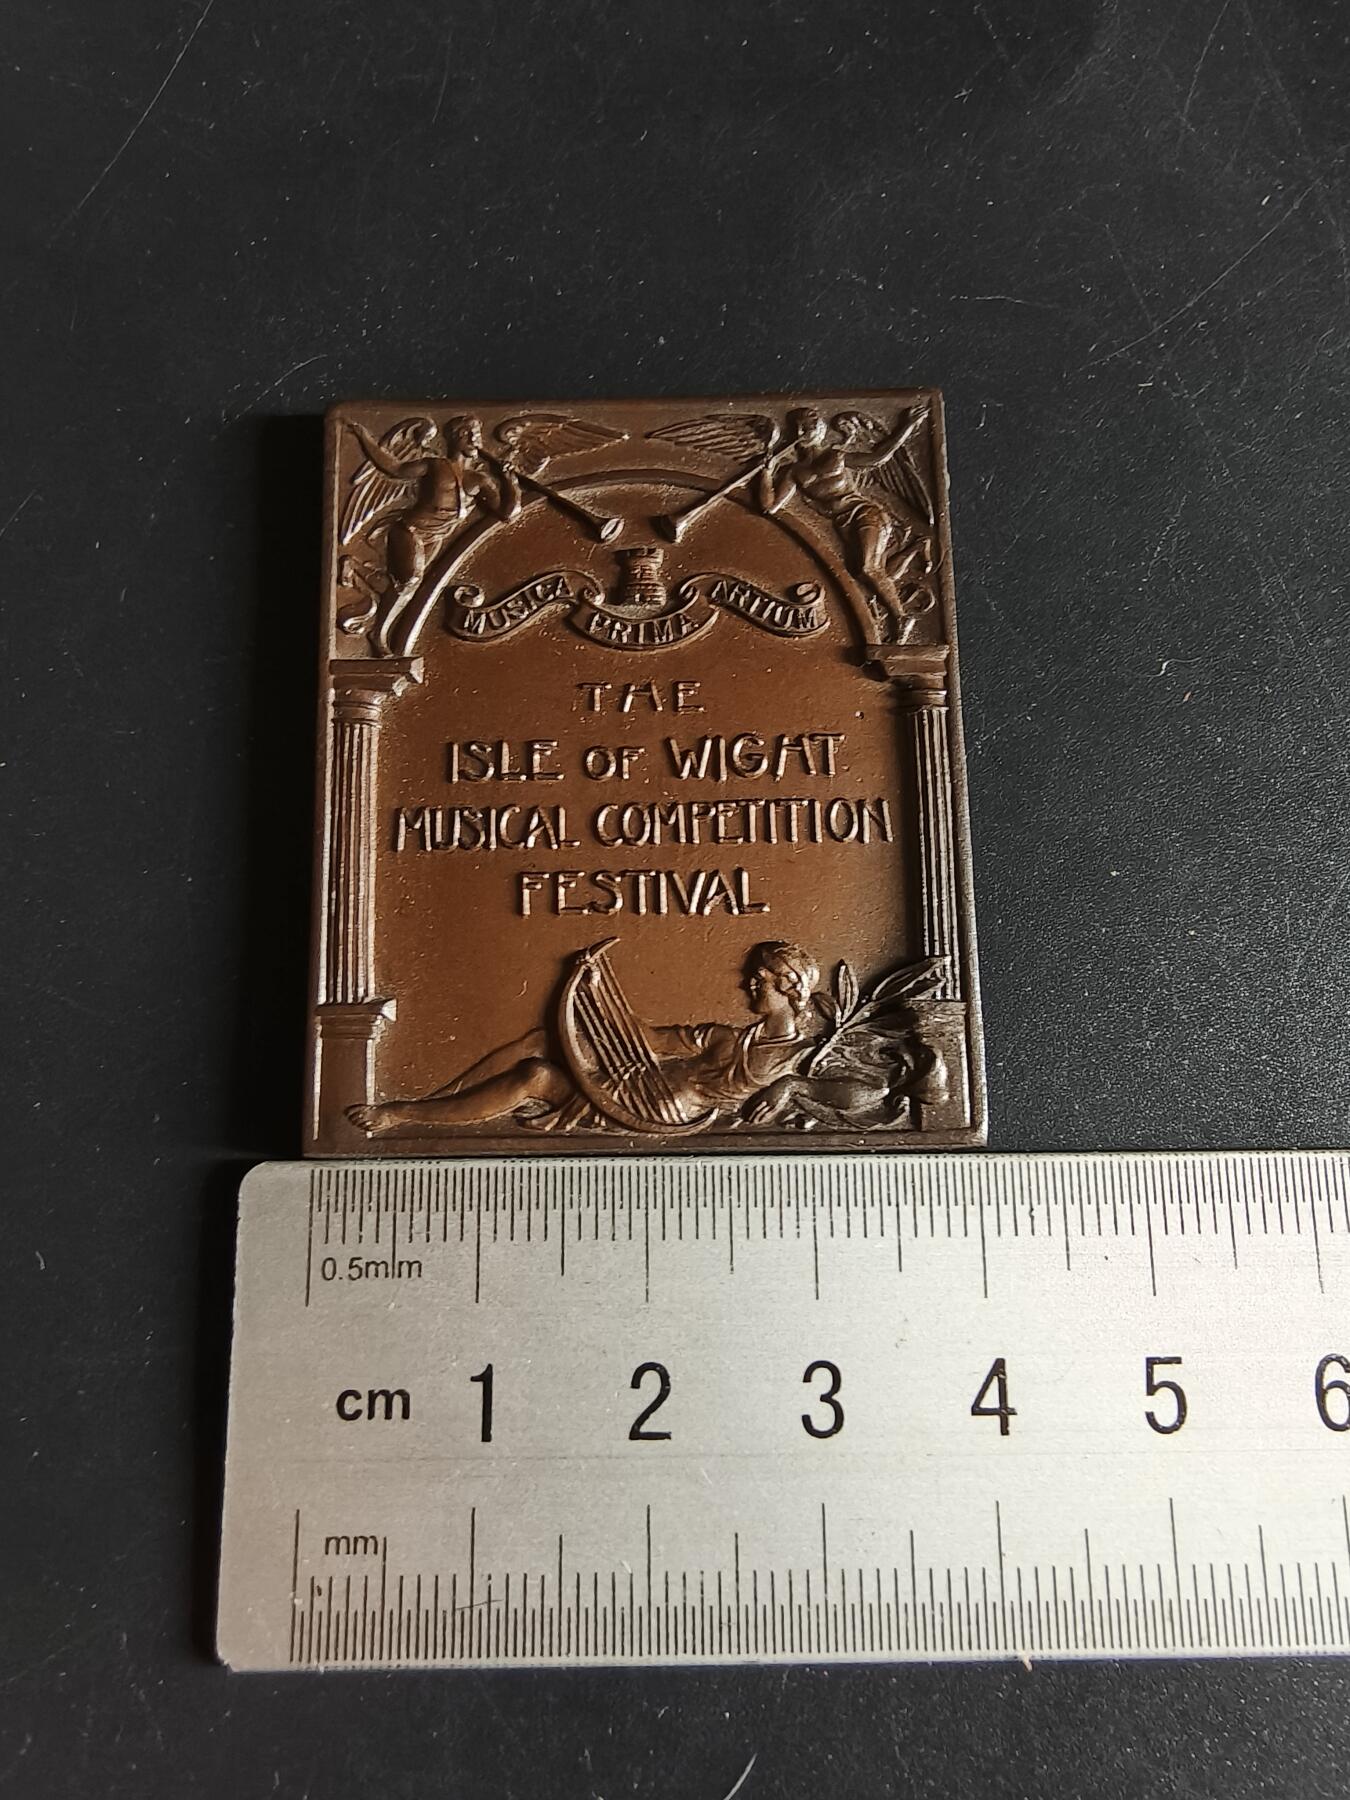 MUSICA PRIMA ARTIUM
THE
ISLE OF WIGHT
MUSICAL COMPETITION
FESTIVAL
0.5mm
cm 1 2 3 4 5 6
mm